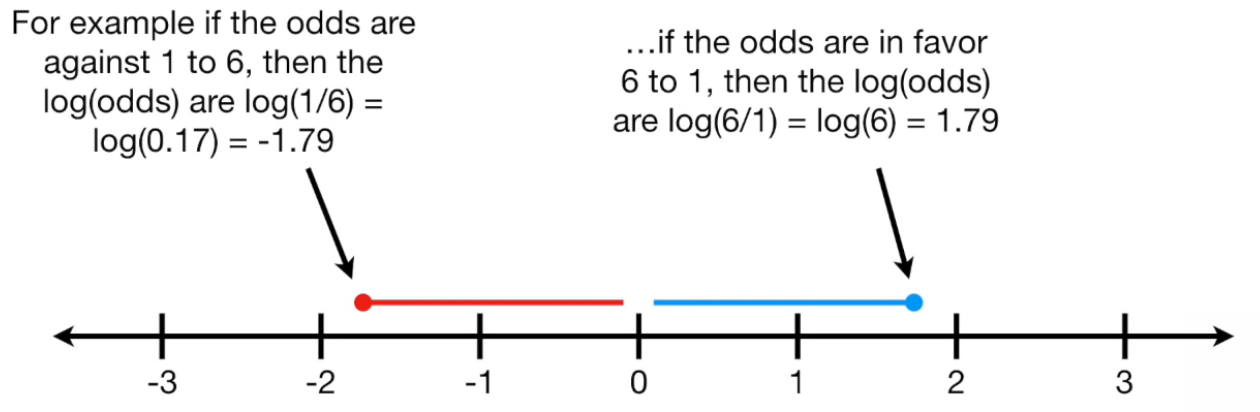 For example if the odds are
against 1 to 6, then the
log(odds) are log(1/6) =
log(0.17) = -1.79
...if the odds are in favor
6 to 1, then the log(odds)
are log(6/1) = log(6) = 1.79
-3 -2 -1 0 1 2 3